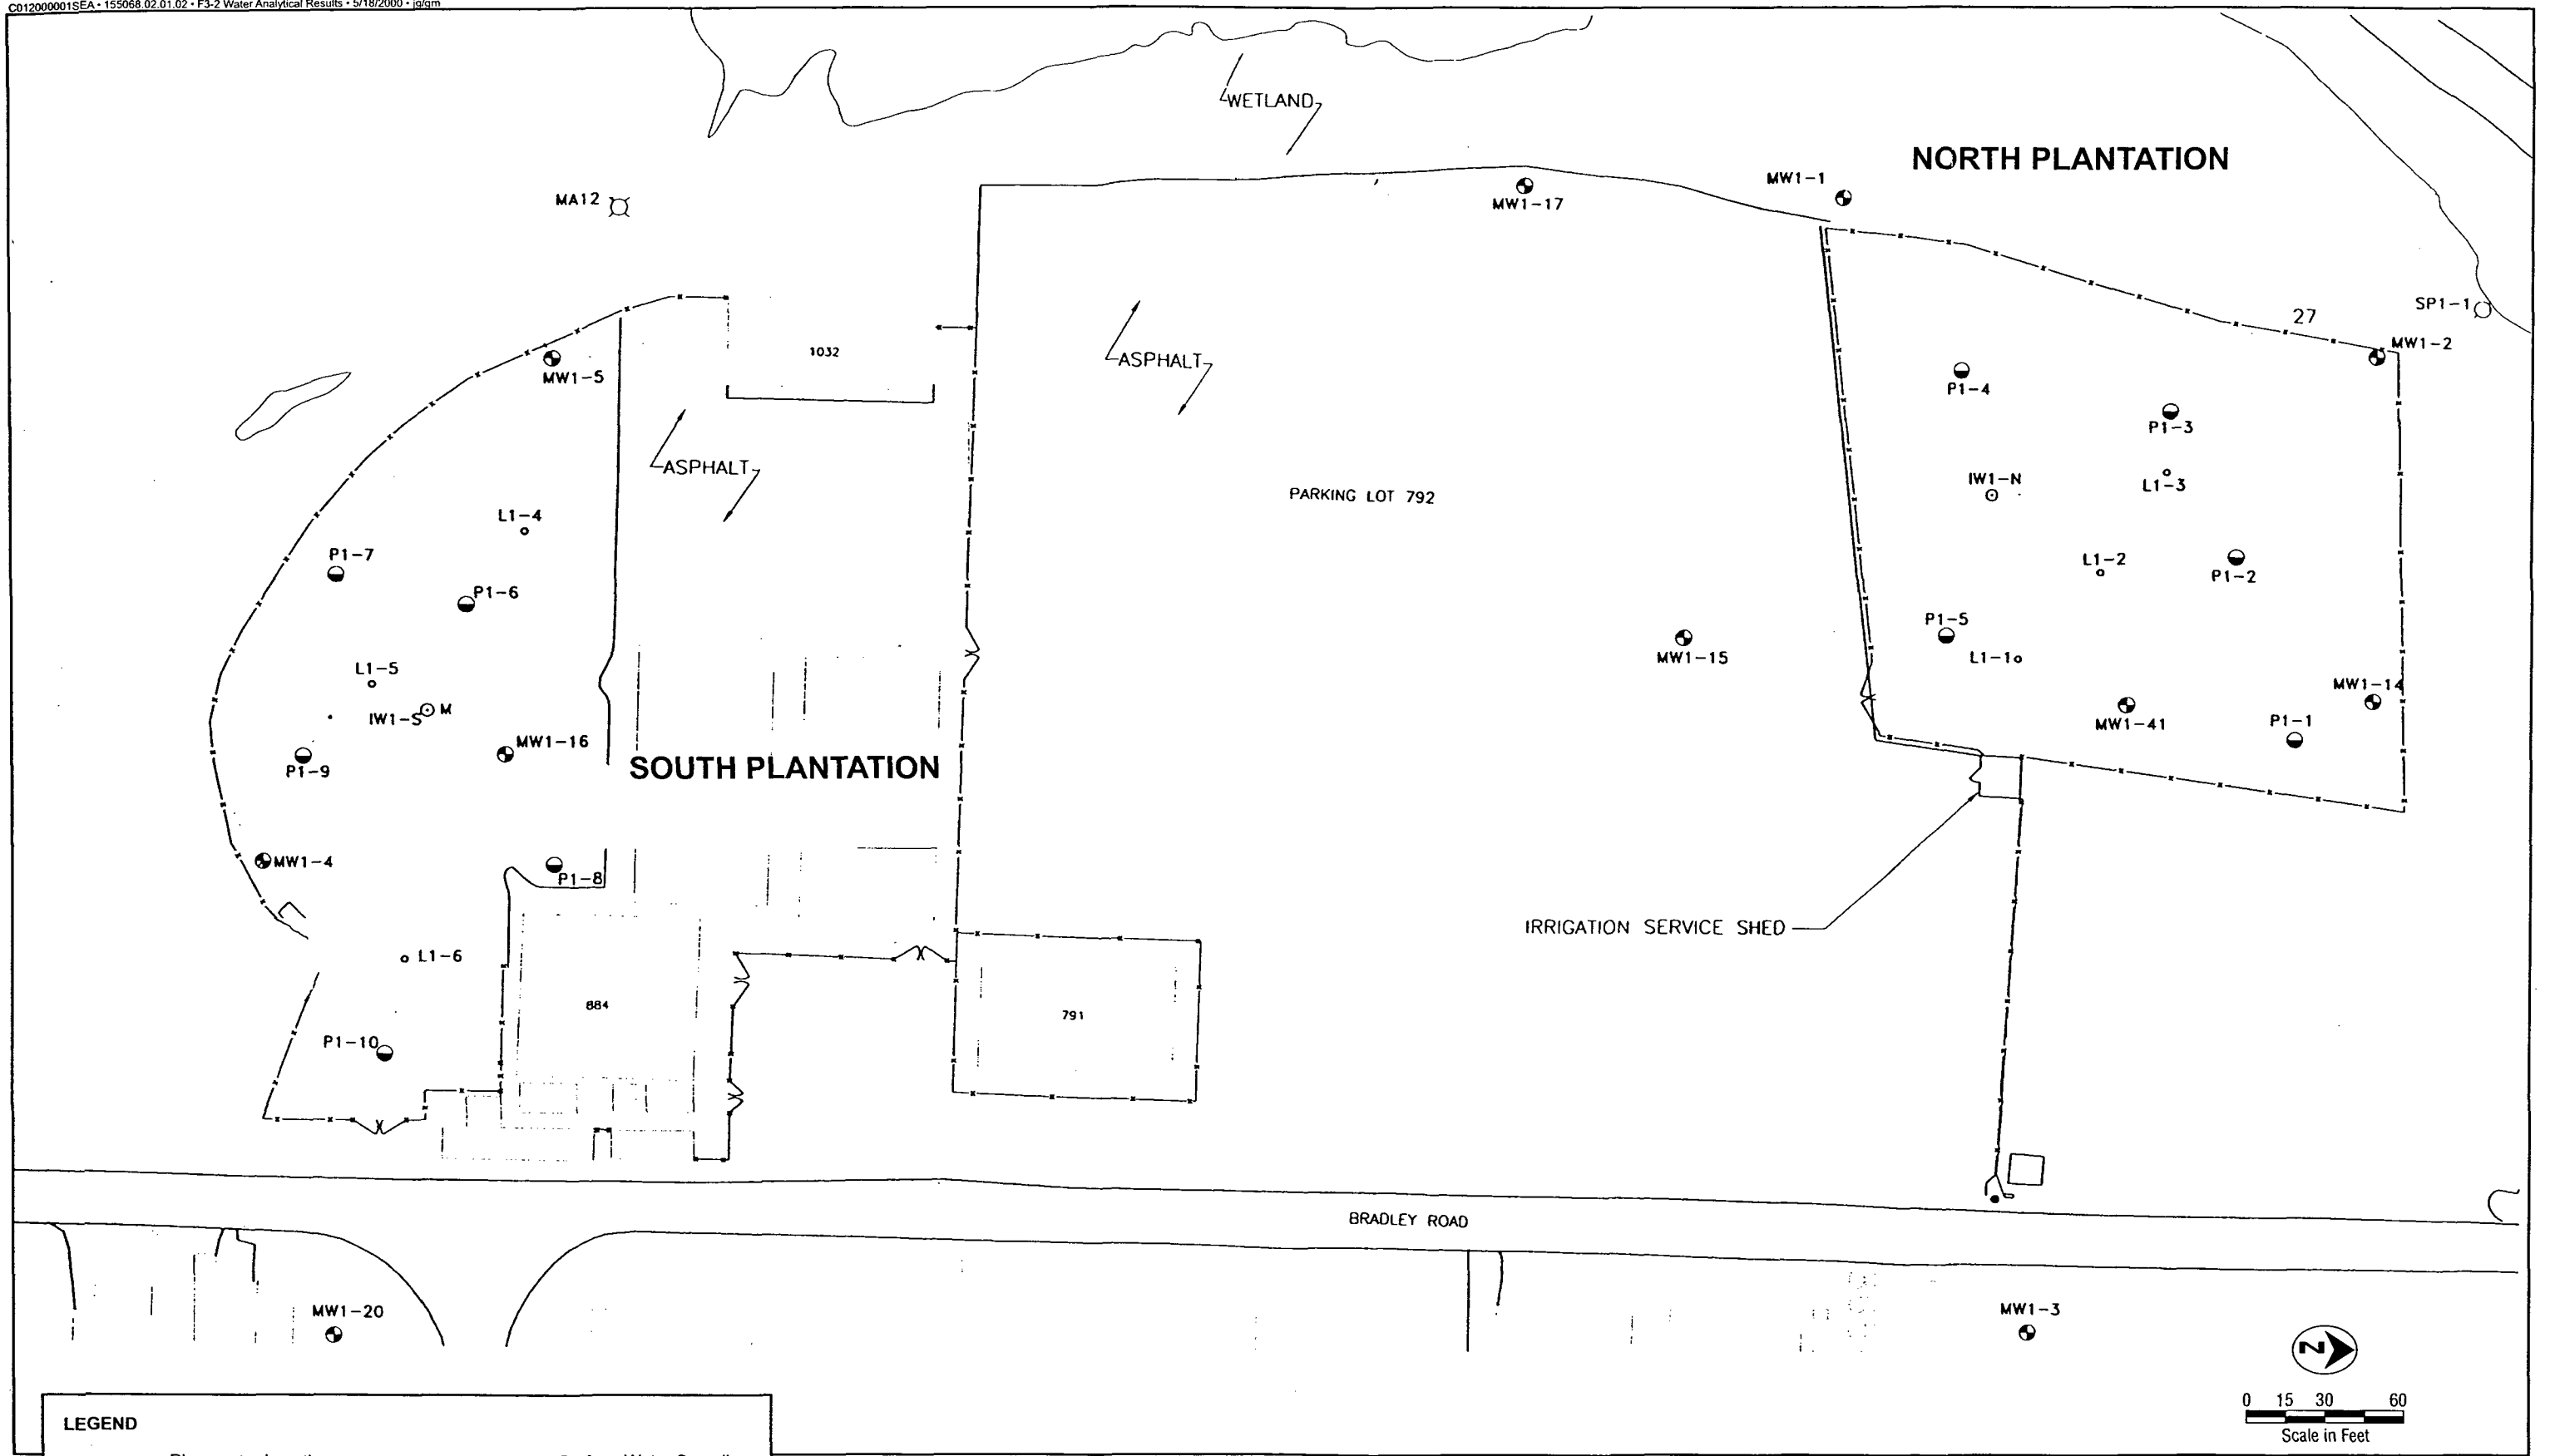 C012000001SEA • 155068.02.01.02 • F3-2 Water Analytical Results • 5/18/2000 • jg/qm
WETLAND
NORTH PLANTATION
MW1-1
MA12
MW1-17
SP1-1
27
MW1-2
1032
MW1-5
ASPHALT
P1-4
P1-3
ASPHALT
PARKING LOT 792
IW1-N
L1-3
L1-4
P1-7
L1-2
P1-2
P1-6
P1-5
MW1-15
L1-1
L1-5
MW1-14
IW1-S
M
MW1-41
P1-1
MW1-16
P1-9
SOUTH PLANTATION
MW1-4
P1-8
IRRIGATION SERVICE SHED
L1-6
884
791
P1-10
BRADLEY ROAD
MW1-20
MW1-3
N
0 15 30 60
Scale in Feet
LEGEND